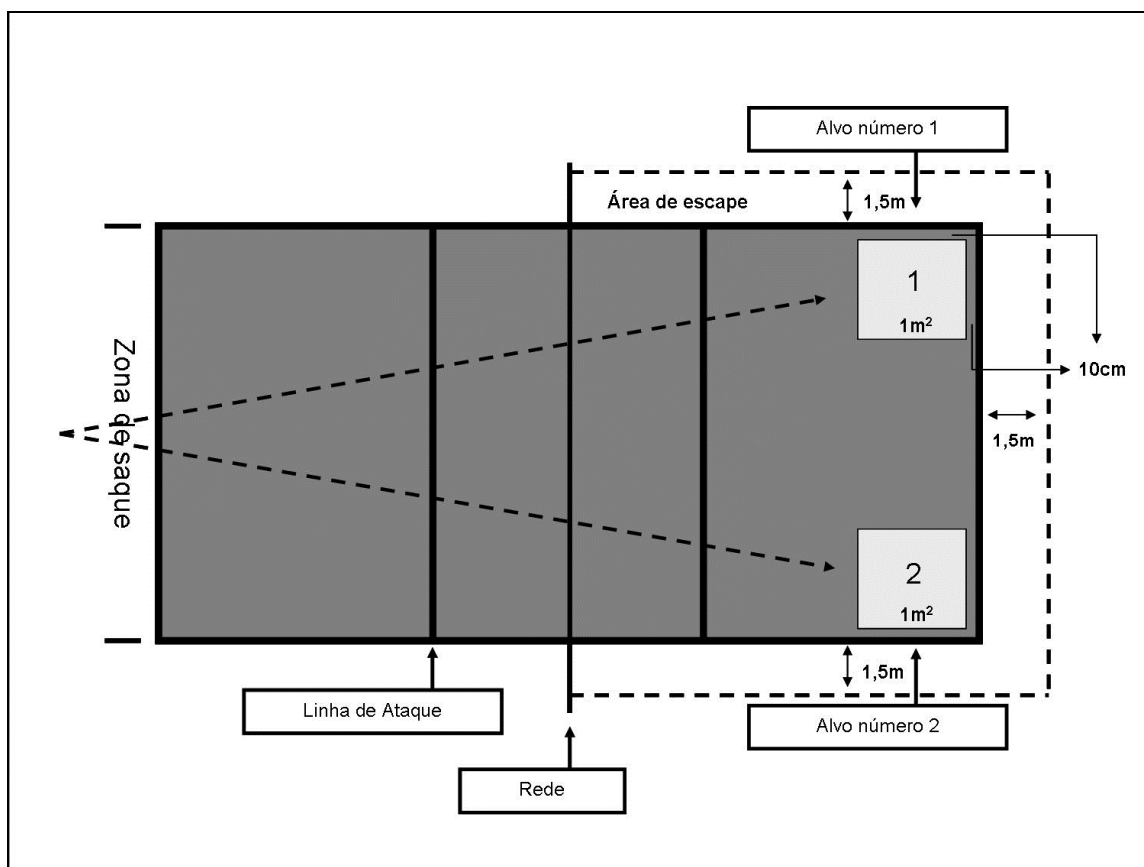 Alvo número 1
Área de escape
1,5m
1
1m²
Zona de saque
10cm
1,5m
2
1m²
1,5m
Linha de Ataque
Alvo número 2
Rede